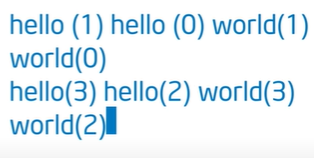 hello (1) hello (0) world(1)
world(0)
hello(3) hello(2) world(3)
world(2)